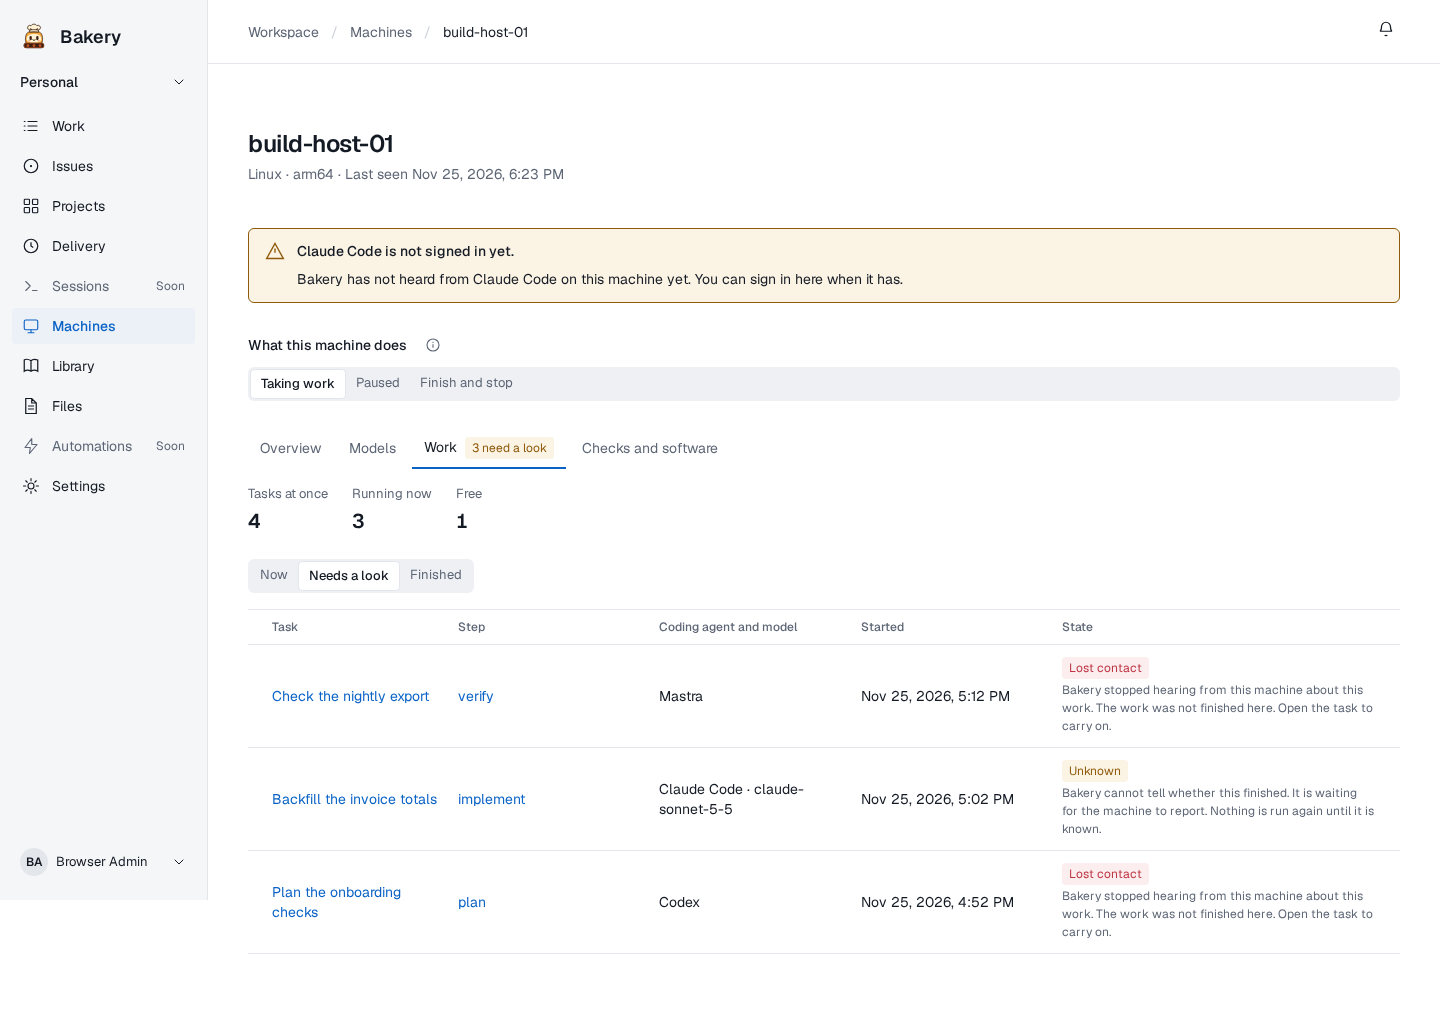 Bakery
Personal
Work
Issues
Projects
Delivery
Sessions Soon
Machines
Library
Files
Automations Soon
Settings
BA Browser Admin
Workspace / Machines / build-host-01
build-host-01
Linux · arm64 · Last seen Nov 25, 2026, 6:23 PM
Claude Code is not signed in yet.
Bakery has not heard from Claude Code on this machine yet. You can sign in here when it has.
What this machine does
Taking work Paused Finish and stop
Overview Models Work 3 need a look Checks and software
Tasks at once Running now Free
4 3 1
Now Needs a look Finished
Task Step Coding agent and model Started State
Check the nightly export verify Mastra Nov 25, 2026, 5:12 PM
Lost contact
Bakery stopped hearing from this machine about this
work. The work was not finished here. Open the task to
carry on.
Backfill the invoice totals implement
Claude Code · claude-
sonnet-5-5
Nov 25, 2026, 5:02 PM
Unknown
Bakery cannot tell whether this finished. It is waiting
for the machine to report. Nothing is run again until it is
known.
Plan the onboarding
checks
plan Codex Nov 25, 2026, 4:52 PM
Lost contact
Bakery stopped hearing from this machine about this
work. The work was not finished here. Open the task to
carry on.